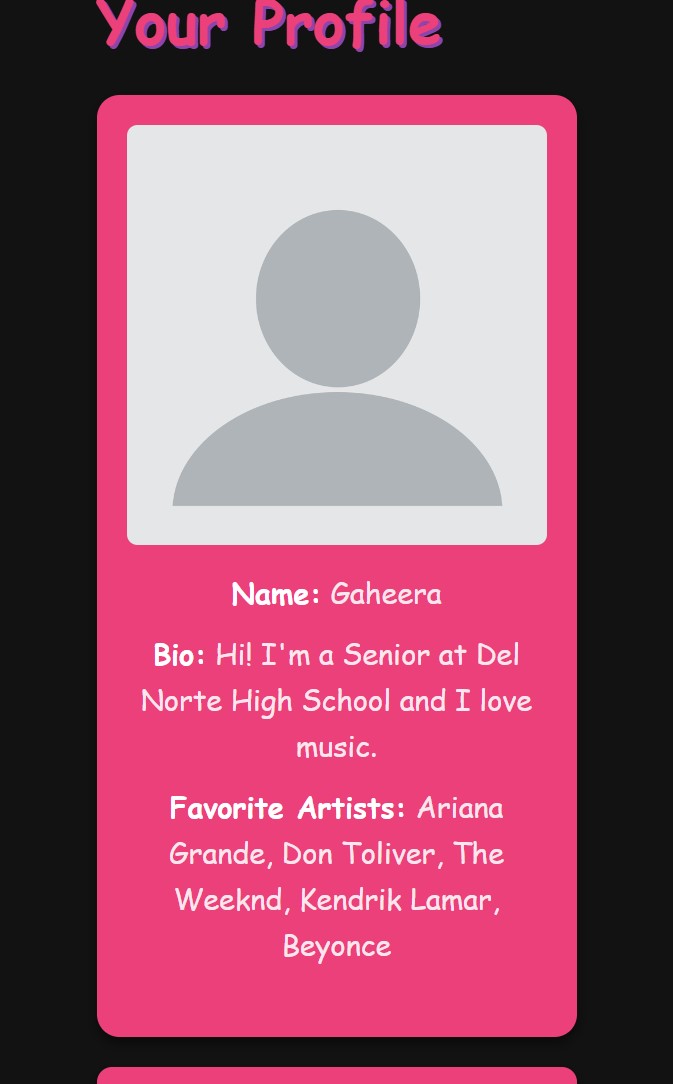 Your Profile
Name: Gaheera
Bio: Hi! I'm a Senior at Del
Norte High School and I love
music.
Favorite Artists: Ariana
Grande, Don Toliver, The
Weeknd, Kendrik Lamar,
Beyonce